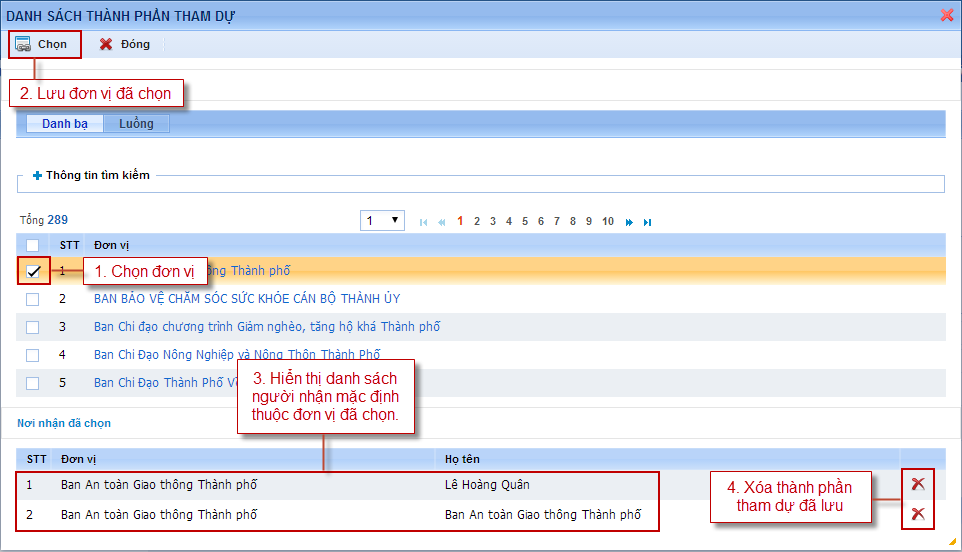 DANH SÁCH THÀNH PHẦN THAM DỰ
Chọn Đóng
2. Lưu đơn vị đã chọn
Danh bạ Luồng
Thông tin tìm kiếm
Tổng 289 1 1 2 3 4 5 6 7 8 9 10
STT Đơn vị
1 1. Chọn đơn vị ông Thành phố
2 BAN BẢO VỆ CHĂM SÓC SỨC KHỎE CÁN BỘ THÀNH ỦY
3 Ban Chỉ đạo chương trình Giảm nghèo, tăng hộ khá Thành phố
4 Ban Chỉ Đạo Nông Nghiệp và Nông Thôn Thành Phố
5 Ban Chỉ Đạo Thành Phố
3. Hiển thị danh sách
người nhận mặc định
thuộc đơn vị đã chọn.
Nơi nhận đã chọn
STT Đơn vị Họ tên
1 Ban An toàn Giao thông Thành phố Lê Hoàng Quân
2 Ban An toàn Giao thông Thành phố Ban An toàn Giao thông Thành phố
4. Xóa thành phần
tham dự đã lưu